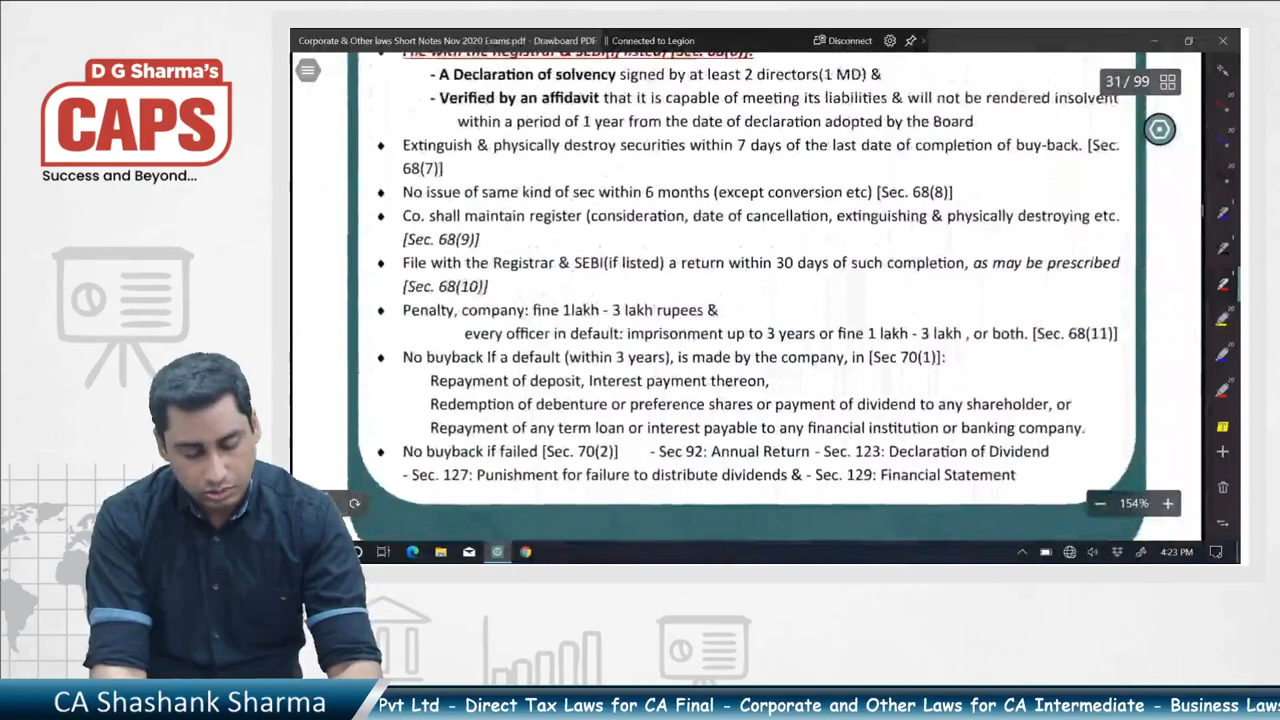 D G Sharma's
CAPS
Success and Beyond...
Corporate & Other laws Short Notes Nov 2020 Exams.pdf - Drawboard PDF
Connected to Legion
Disconnect
31 / 99
- A Declaration of solvency signed by at least 2 directors(1 MD) &
- Verified by an affidavit that it is capable of meeting its liabilities & will not be rendered insolvent
within a period of 1 year from the date of declaration adopted by the Board
Extinguish & physically destroy securities within 7 days of the last date of completion of buy-back. [Sec.
68(7)]
No issue of same kind of sec within 6 months (except conversion etc) [Sec. 68(8)]
Co. shall maintain register (consideration, date of cancellation, extinguishing & physically destroying etc.
[Sec. 68(9)]
File with the Registrar & SEBI(if listed) a return within 30 days of such completion, as may be prescribed
[Sec. 68(10)]
Penalty, company: fine 1lakh - 3 lakh rupees &
every officer in default: imprisonment up to 3 years or fine 1 lakh - 3 lakh , or both. [Sec. 68(11)]
No buyback If a default (within 3 years), is made by the company, in [Sec 70(1)]:
Repayment of deposit, Interest payment thereon,
Redemption of debenture or preference shares or payment of dividend to any shareholder, or
Repayment of any term loan or interest payable to any financial institution or banking company.
No buyback if failed [Sec. 70(2)] - Sec 92: Annual Return - Sec. 123: Declaration of Dividend
- Sec. 127: Punishment for failure to distribute dividends & - Sec. 129: Financial Statement
154%
4:23 PM
CA Shashank Sharma
Pvt Ltd - Direct Tax Laws for CA Final - Corporate and Other Laws for CA Intermediate - Business Laws